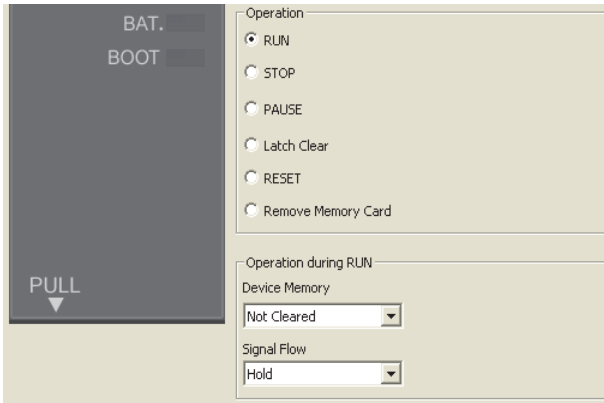 BAT.
BOOT
PULL
Operation
RUN
STOP
PAUSE
Latch Clear
RESET
Remove Memory Card
Operation during RUN
Device Memory
Not Cleared
Signal Flow
Hold